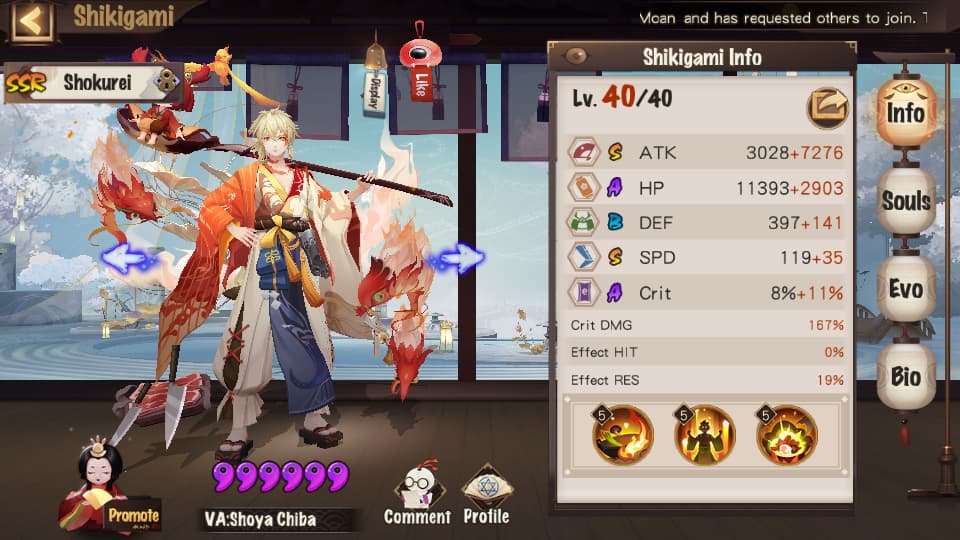 Shikigami
Moan and has requested others to join.
SSR Shokurei
Display
Like
Shikigami Info
Lv. 40/40
S ATK 3028+7276
A HP 11393+2903
B DEF 397+141
S SPD 119+35
A Crit 8%+11%
Crit DMG 167%
Effect HIT 0%
Effect RES 19%
5 5 5
Info
Souls
Evo
Bio
Promote
999999
VA:Shoya Chiba
Comment
Profile